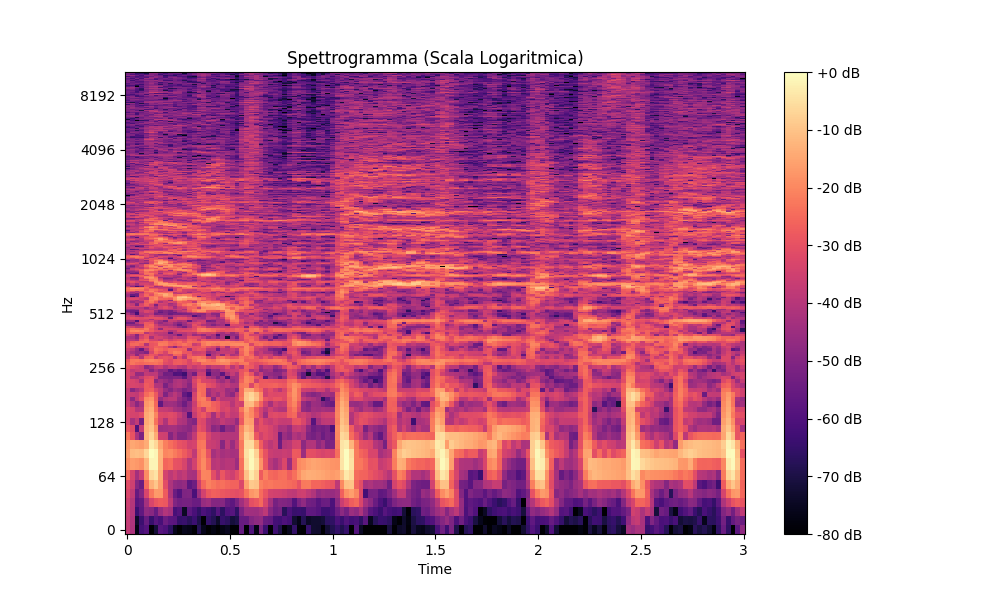 Spettrogramma (Scala Logaritmica)
Hz
8192
4096
2048
1024
512
256
128
64
0
0 0.5 1 1.5 2 2.5 3
Time
+0 dB
-10 dB
-20 dB
-30 dB
-40 dB
-50 dB
-60 dB
-70 dB
-80 dB